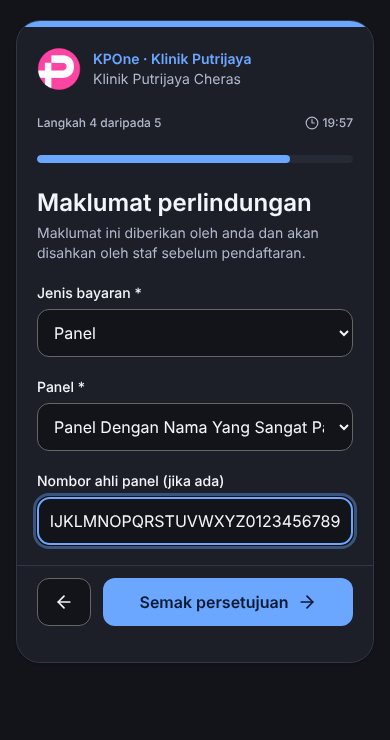 KPOne · Klinik Putrijaya
Klinik Putrijaya Cheras
Langkah 4 daripada 5
19:57
Maklumat perlindungan
Maklumat ini diberikan oleh anda dan akan
disahkan oleh staf sebelum pendaftaran.
Jenis bayaran *
Panel
Panel *
Panel Dengan Nama Yang Sangat Pa
Nombor ahli panel (jika ada)
IJKLMNOPQRSTUVWXYZ0123456789
Semak persetujuan